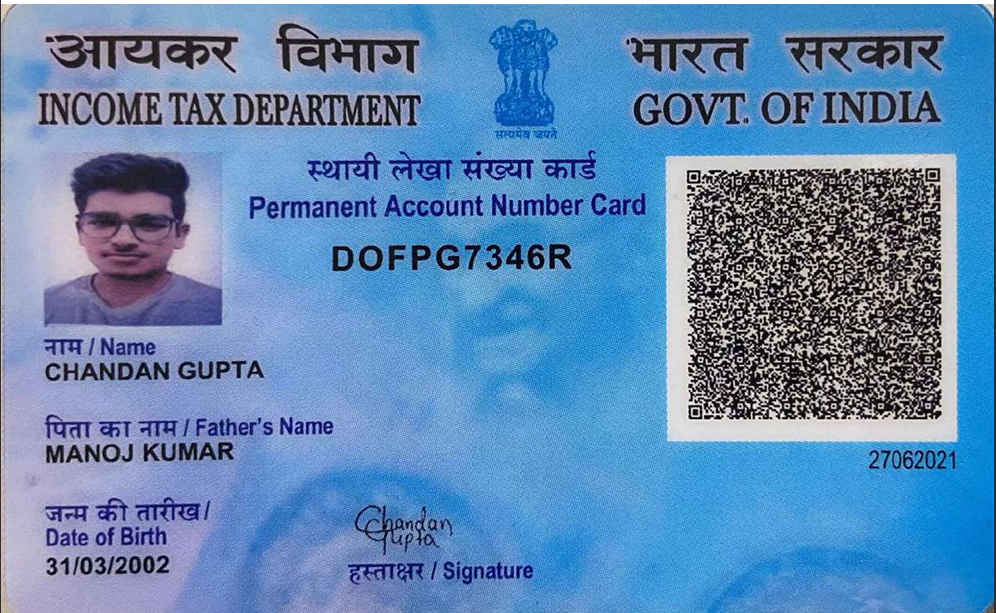 आयकर विभाग
INCOME TAX DEPARTMENT
सत्यमेव जयते
भारत सरकार
GOVT. OF INDIA
स्थायी लेखा संख्या कार्ड
Permanent Account Number Card
DOFPG7346R
नाम / Name
CHANDAN GUPTA
पिता का नाम / Father's Name
MANOJ KUMAR
27062021
जन्म की तारीख /
Date of Birth
31/03/2002
Chandan
Gupta
हस्ताक्षर / Signature